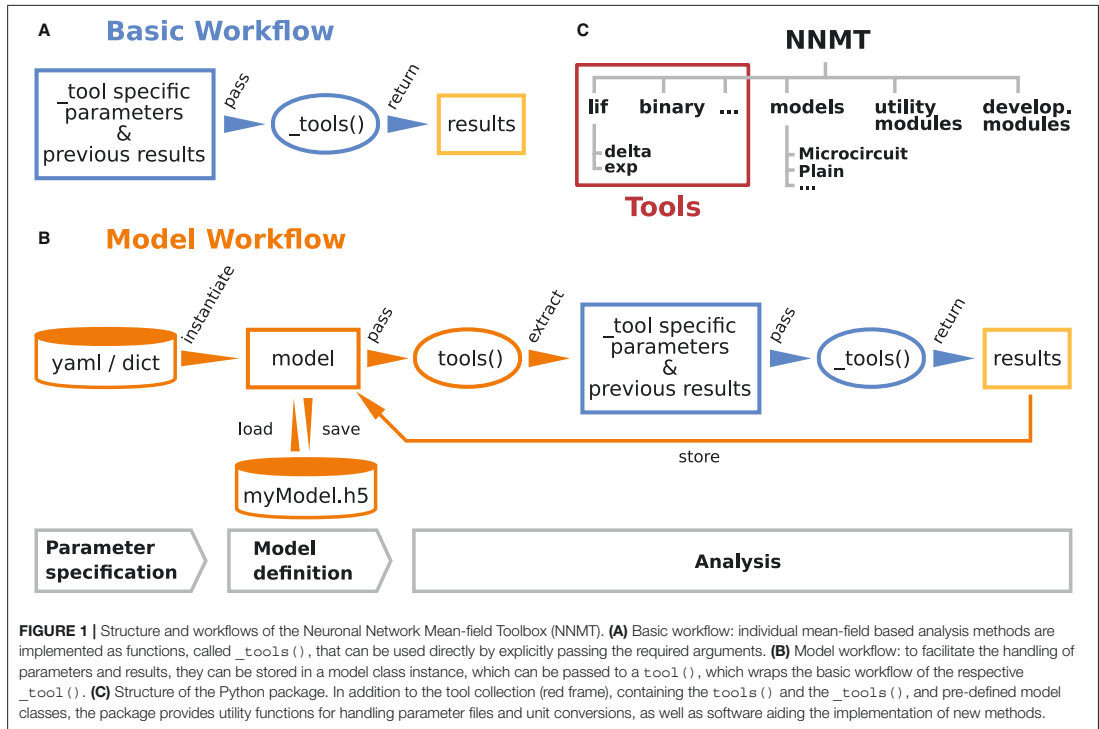 A
Basic Workflow
_tool specific
parameters
&
previous results
pass
_tools()
return
results
C
NNMT
lif
binary
...
models
utility
modules
develop.
modules
delta
exp
Microcircuit
Plain
...
Tools
B
Model Workflow
yaml / dict
instantiate
model
pass
tools()
extract
_tool specific
parameters
&
previous results
pass
_tools()
return
results
load
save
store
myModel.h5
Parameter
specification
Model
definition
Analysis
FIGURE 1 | Structure and workflows of the Neuronal Network Mean-field Toolbox (NNMT). (A) Basic workflow: individual mean-field based analysis methods are
implemented as functions, called _tools(), that can be used directly by explicitly passing the required arguments. (B) Model workflow: to facilitate the handling of
parameters and results, they can be stored in a model class instance, which can be passed to a tool(), which wraps the basic workflow of the respective
_tool(). (C) Structure of the Python package. In addition to the tool collection (red frame), containing the tools() and the _tools(), and pre-defined model
classes, the package provides utility functions for handling parameter files and unit conversions, as well as software aiding the implementation of new methods.